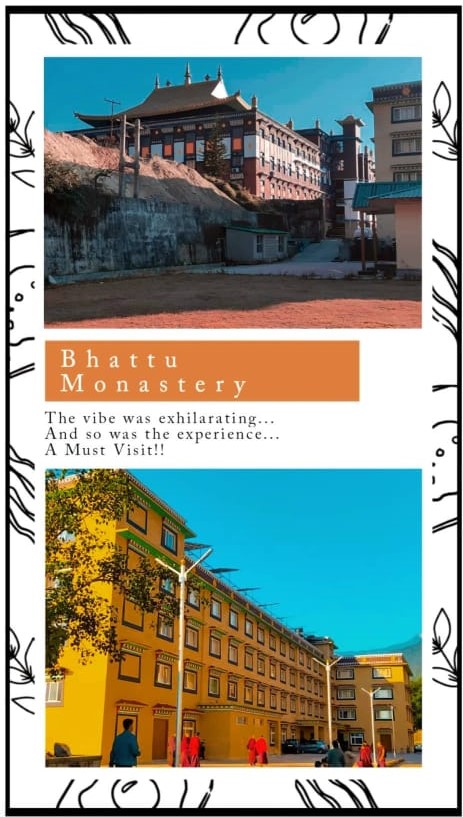 Bhattu
Monastery
The vibe was exhilarating...
And so was the experience...
A Must Visit!!